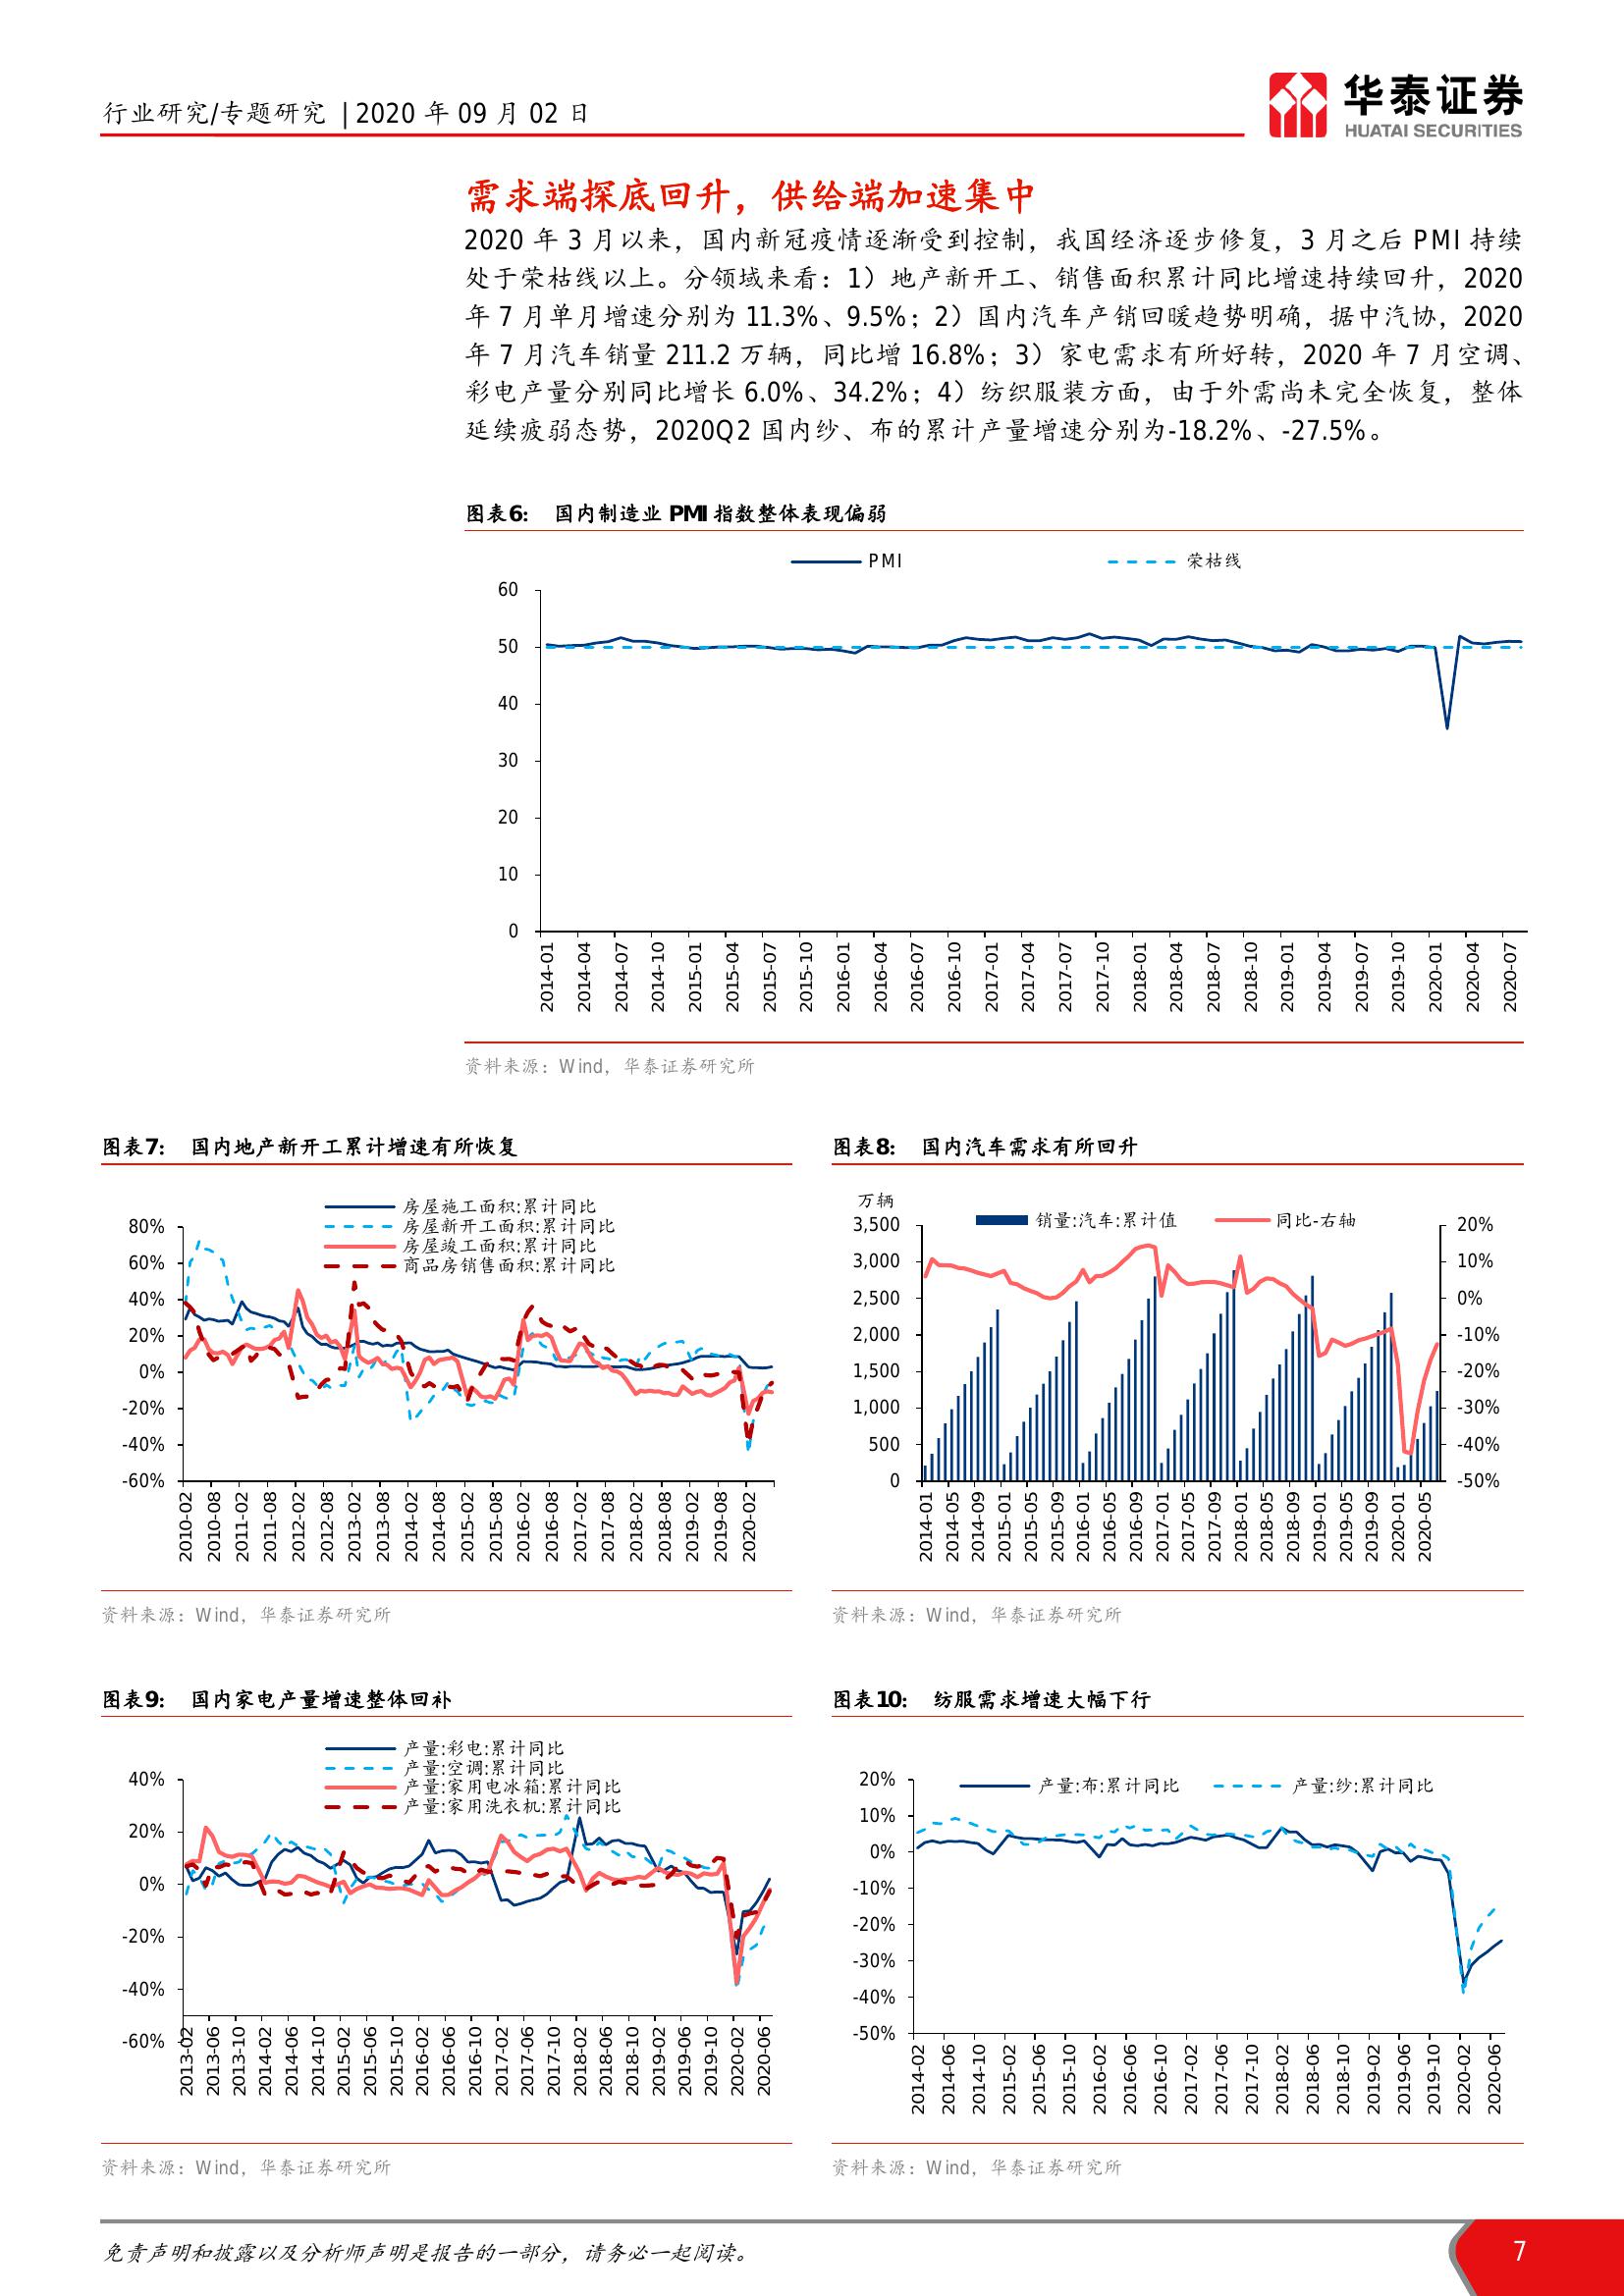 行业研究/专题研究 | 2020 年 09 月 02 日
华泰证券
HUATAI SECURITIES
需求端探底回升，供给端加速集中
2020 年 3 月以来，国内新冠疫情逐渐受到控制，我国经济逐步修复，3 月之后 PMI 持续
处于荣枯线以上。分领域来看：1）地产新开工、销售面积累计同比增速持续回升，2020
年 7 月单月增速分别为 11.3%、9.5%；2）国内汽车产销回暖趋势明确，据中汽协，2020
年 7 月汽车销量 211.2 万辆，同比增 16.8%；3）家电需求有所好转，2020 年 7 月空调、
彩电产量分别同比增长 6.0%、34.2%；4）纺织服装方面，由于外需尚未完全恢复，整体
延续疲弱态势，2020Q2 国内纱、布的累计产量增速分别为-18.2%、-27.5%。
图表6： 国内制造业 PMI 指数整体表现偏弱
PMI 荣枯线
60
50
40
30
20
10
0
2014-01 2014-04 2014-07 2014-10 2015-01 2015-04 2015-07 2015-10 2016-01 2016-04 2016-07 2016-10 2017-01 2017-04 2017-07 2017-10 2018-01 2018-04 2018-07 2018-10 2019-01 2019-04 2019-07 2019-10 2020-01 2020-04 2020-07
资料来源：Wind，华泰证券研究所
图表7： 国内地产新开工累计增速有所恢复
房屋施工面积:累计同比
房屋新开工面积:累计同比
房屋竣工面积:累计同比
商品房销售面积:累计同比
80%
60%
40%
20%
0%
-20%
-40%
-60%
2010-02 2010-08 2011-02 2011-08 2012-02 2012-08 2013-02 2013-08 2014-02 2014-08 2015-02 2015-08 2016-02 2016-08 2017-02 2017-08 2018-02 2018-08 2019-02 2019-08 2020-02
资料来源：Wind，华泰证券研究所
图表8： 国内汽车需求有所回升
万辆
销量:汽车:累计值 同比-右轴
3,500
3,000
2,500
2,000
1,500
1,000
500
0
20%
10%
0%
-10%
-20%
-30%
-40%
-50%
2014-01 2014-05 2014-09 2015-01 2015-05 2015-09 2016-01 2016-05 2016-09 2017-01 2017-05 2017-09 2018-01 2018-05 2018-09 2019-01 2019-05 2019-09 2020-01 2020-05
资料来源：Wind，华泰证券研究所
图表9： 国内家电产量增速整体回补
产量:彩电:累计同比
产量:空调:累计同比
产量:家用电冰箱:累计同比
产量:家用洗衣机:累计同比
40%
20%
0%
-20%
-40%
-60%
2013-02 2013-06 2013-10 2014-02 2014-06 2014-10 2015-02 2015-06 2015-10 2016-02 2016-06 2016-10 2017-02 2017-06 2017-10 2018-02 2018-06 2018-10 2019-02 2019-06 2019-10 2020-02 2020-06
资料来源：Wind，华泰证券研究所
图表10： 纺服需求增速大幅下行
产量:布:累计同比 产量:纱:累计同比
20%
10%
0%
-10%
-20%
-30%
-40%
-50%
2014-02 2014-06 2014-10 2015-02 2015-06 2015-10 2016-02 2016-06 2016-10 2017-02 2017-06 2017-10 2018-02 2018-06 2018-10 2019-02 2019-06 2019-10 2020-02 2020-06
资料来源：Wind，华泰证券研究所
免责声明和披露以及分析师声明是报告的一部分，请务必一起阅读。
7